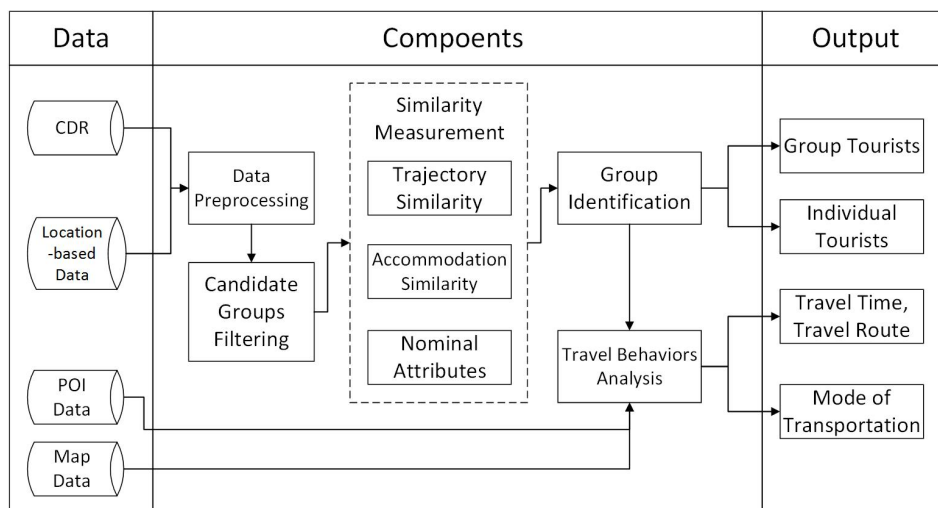 Data
Compoents
Output
CDR
Location
-based
Data
POI
Data
Map
Data
Data
Preprocessing
Candidate
Groups
Filtering
Similarity
Measurement
Trajectory
Similarity
Accommodation
Similarity
Nominal
Attributes
Group
Identification
Travel Behaviors
Analysis
Group Tourists
Individual
Tourists
Travel Time,
Travel Route
Mode of
Transportation